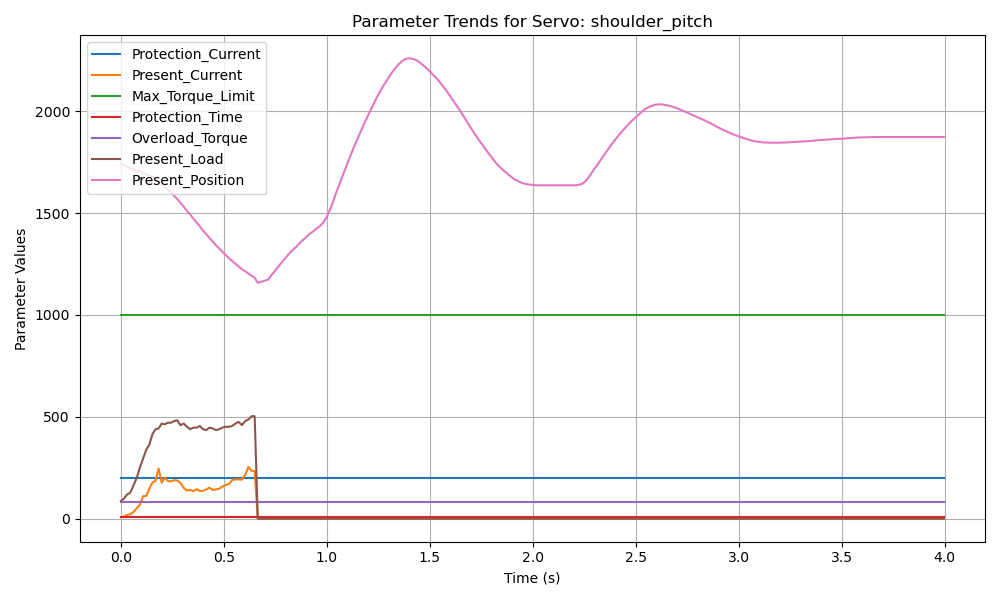 Parameter Trends for Servo: shoulder_pitch
Protection_Current
Present_Current
Max_Torque_Limit
Protection_Time
Overload_Torque
Present_Load
Present_Position
Parameter Values
2000
1500
1000
500
0
0.0 0.5 1.0 1.5 2.0 2.5 3.0 3.5 4.0
Time (s)